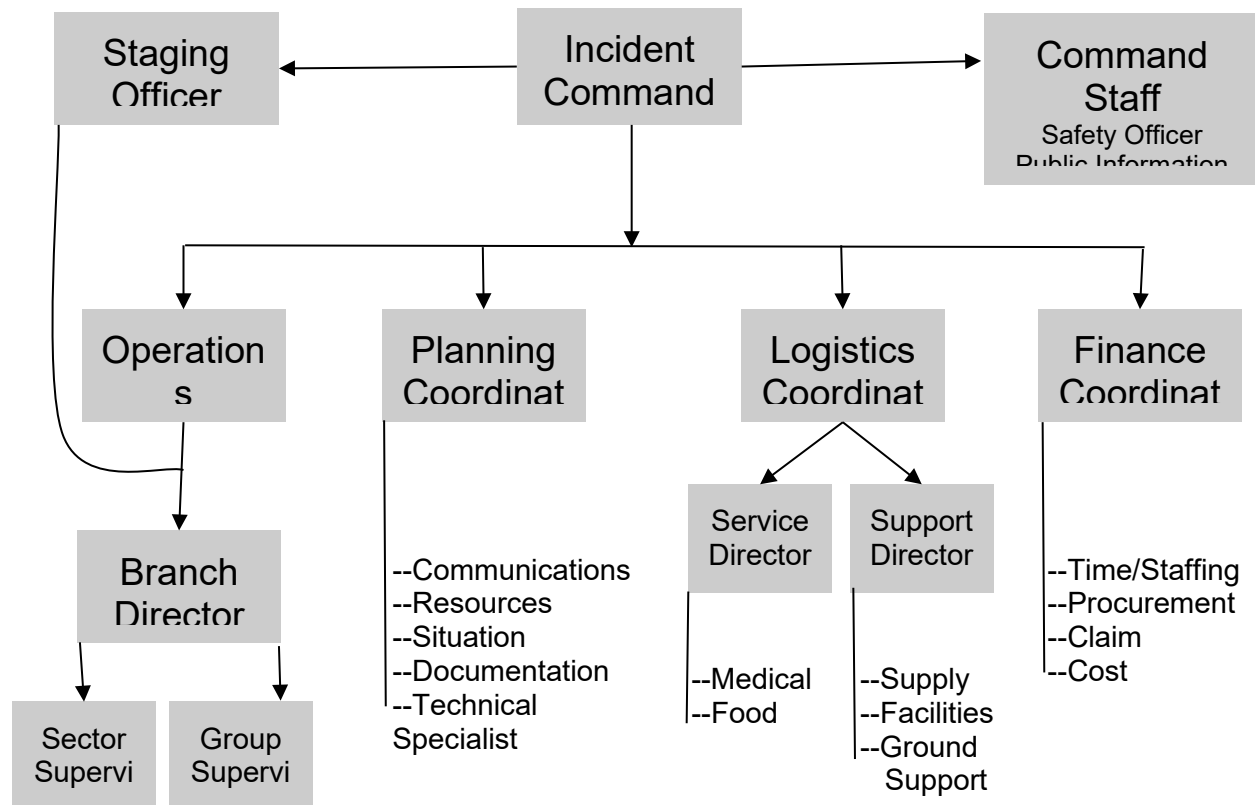 Staging
Officer
Incident
Command
Command
Staff
Safety Officer
Public Information
Operation
s
Planning
Coordinat
Logistics
Coordinat
Finance
Coordinat
Branch
Director
Service
Director
Support
Director
Sector
Supervi
Group
Supervi
--Communications
--Resources
--Situation
--Documentation
--Technical
Specialist
--Medical
--Food
--Supply
--Facilities
--Ground
Support
--Time/Staffing
--Procurement
--Claim
--Cost